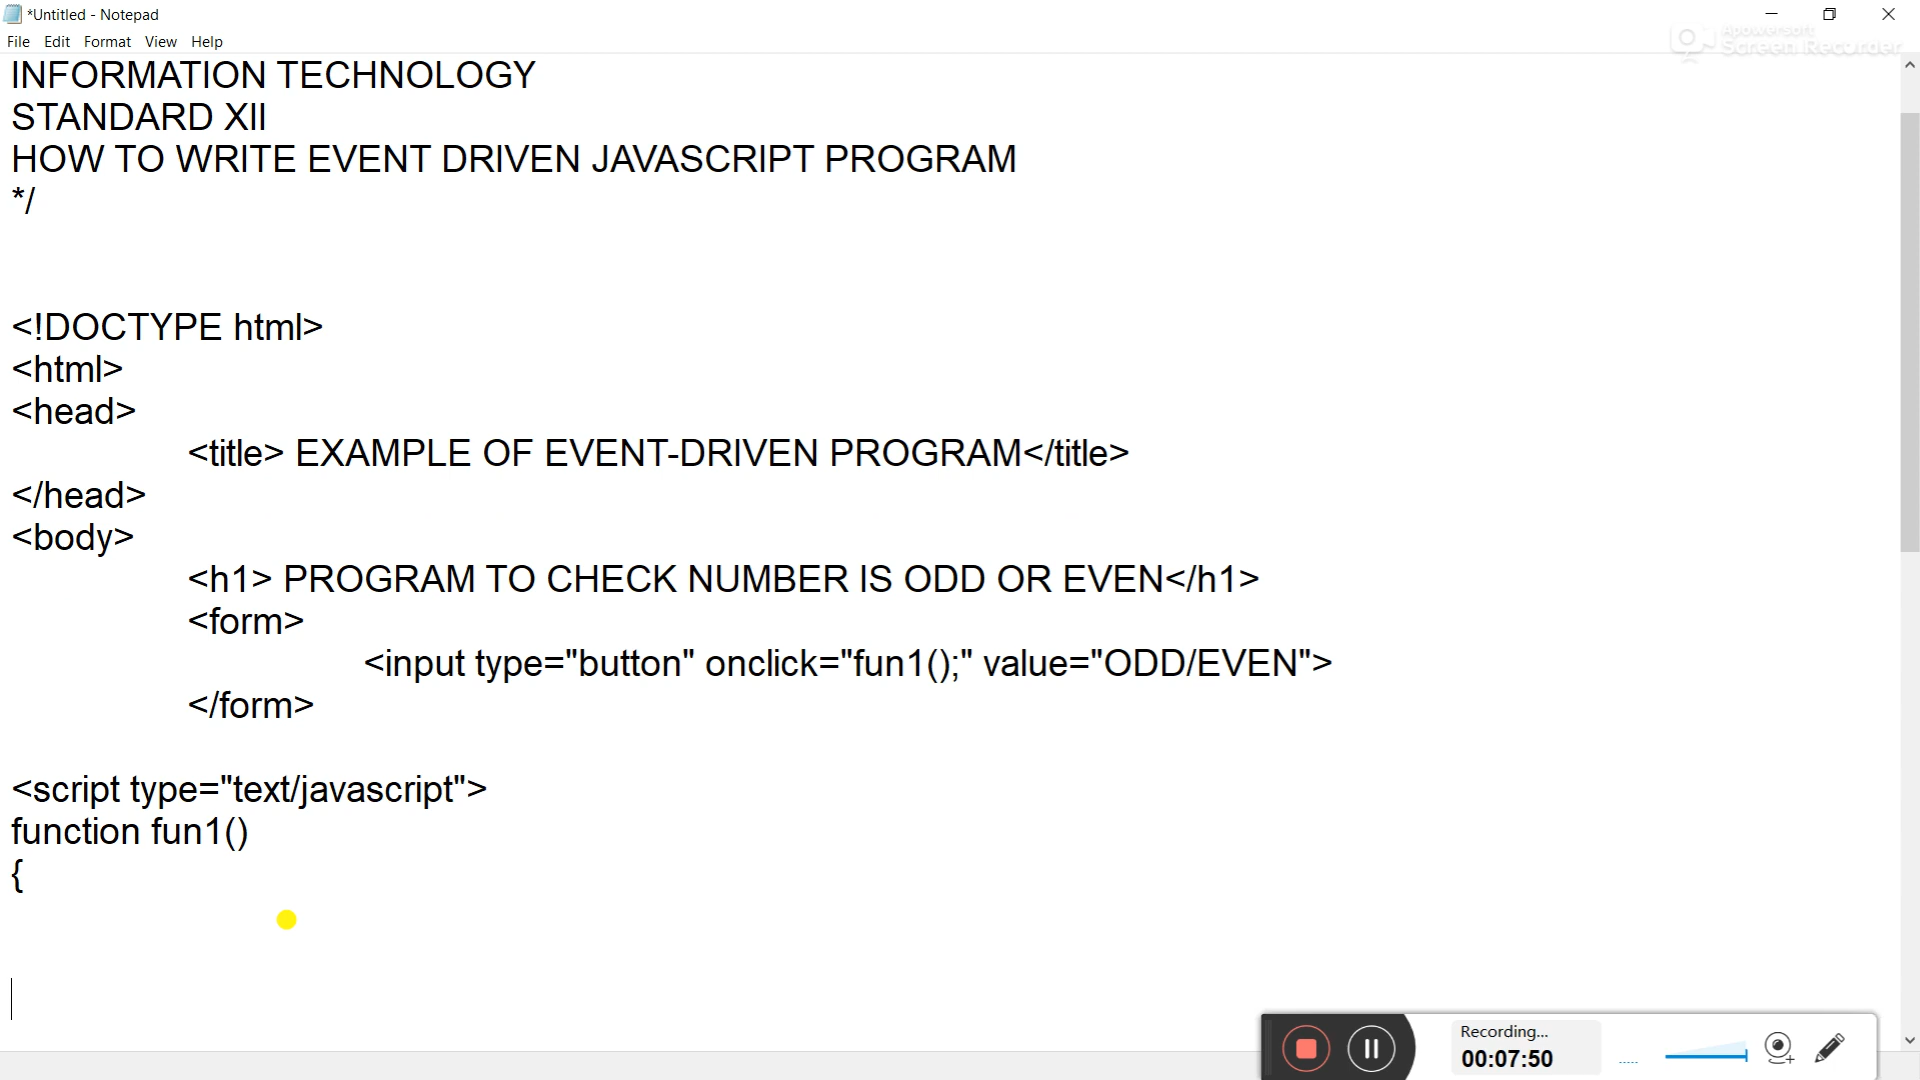 *Untitled - Notepad
File Edit Format View Help
Apowersoft
Screen Recorder
INFORMATION TECHNOLOGY
STANDARD XII
HOW TO WRITE EVENT DRIVEN JAVASCRIPT PROGRAM
*/
<!DOCTYPE html>
<html>
<head>
<title> EXAMPLE OF EVENT-DRIVEN PROGRAM</title>
</head>
<body>
<h1> PROGRAM TO CHECK NUMBER IS ODD OR EVEN</h1>
<form>
<input type="button" onclick="fun1();" value="ODD/EVEN">
</form>
<script type="text/javascript">
function fun1()
{
Recording...
00:07:50